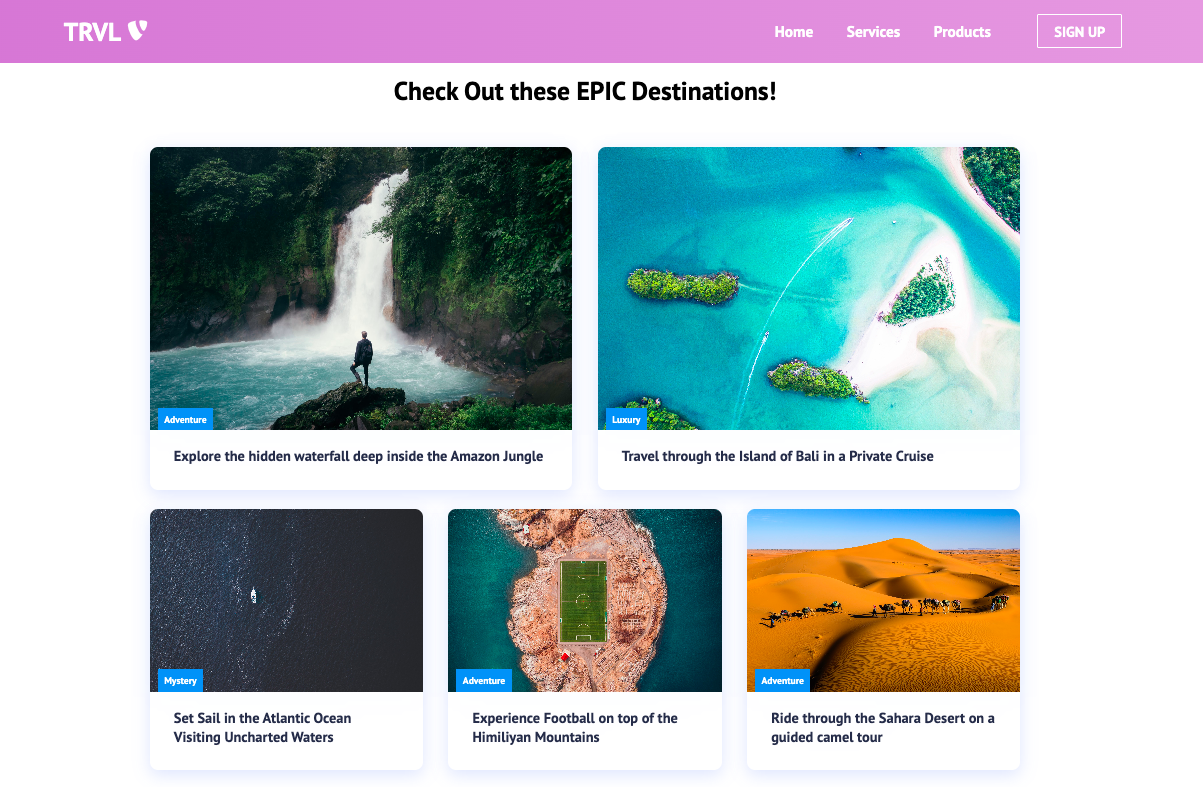 TRVL
Home Services Products SIGN UP
Check Out these EPIC Destinations!
Adventure
Explore the hidden waterfall deep inside the Amazon Jungle
Luxury
Travel through the Island of Bali in a Private Cruise
Mystery
Set Sail in the Atlantic Ocean
Visiting Uncharted Waters
Adventure
Experience Football on top of the
Himiliyan Mountains
Adventure
Ride through the Sahara Desert on a
guided camel tour